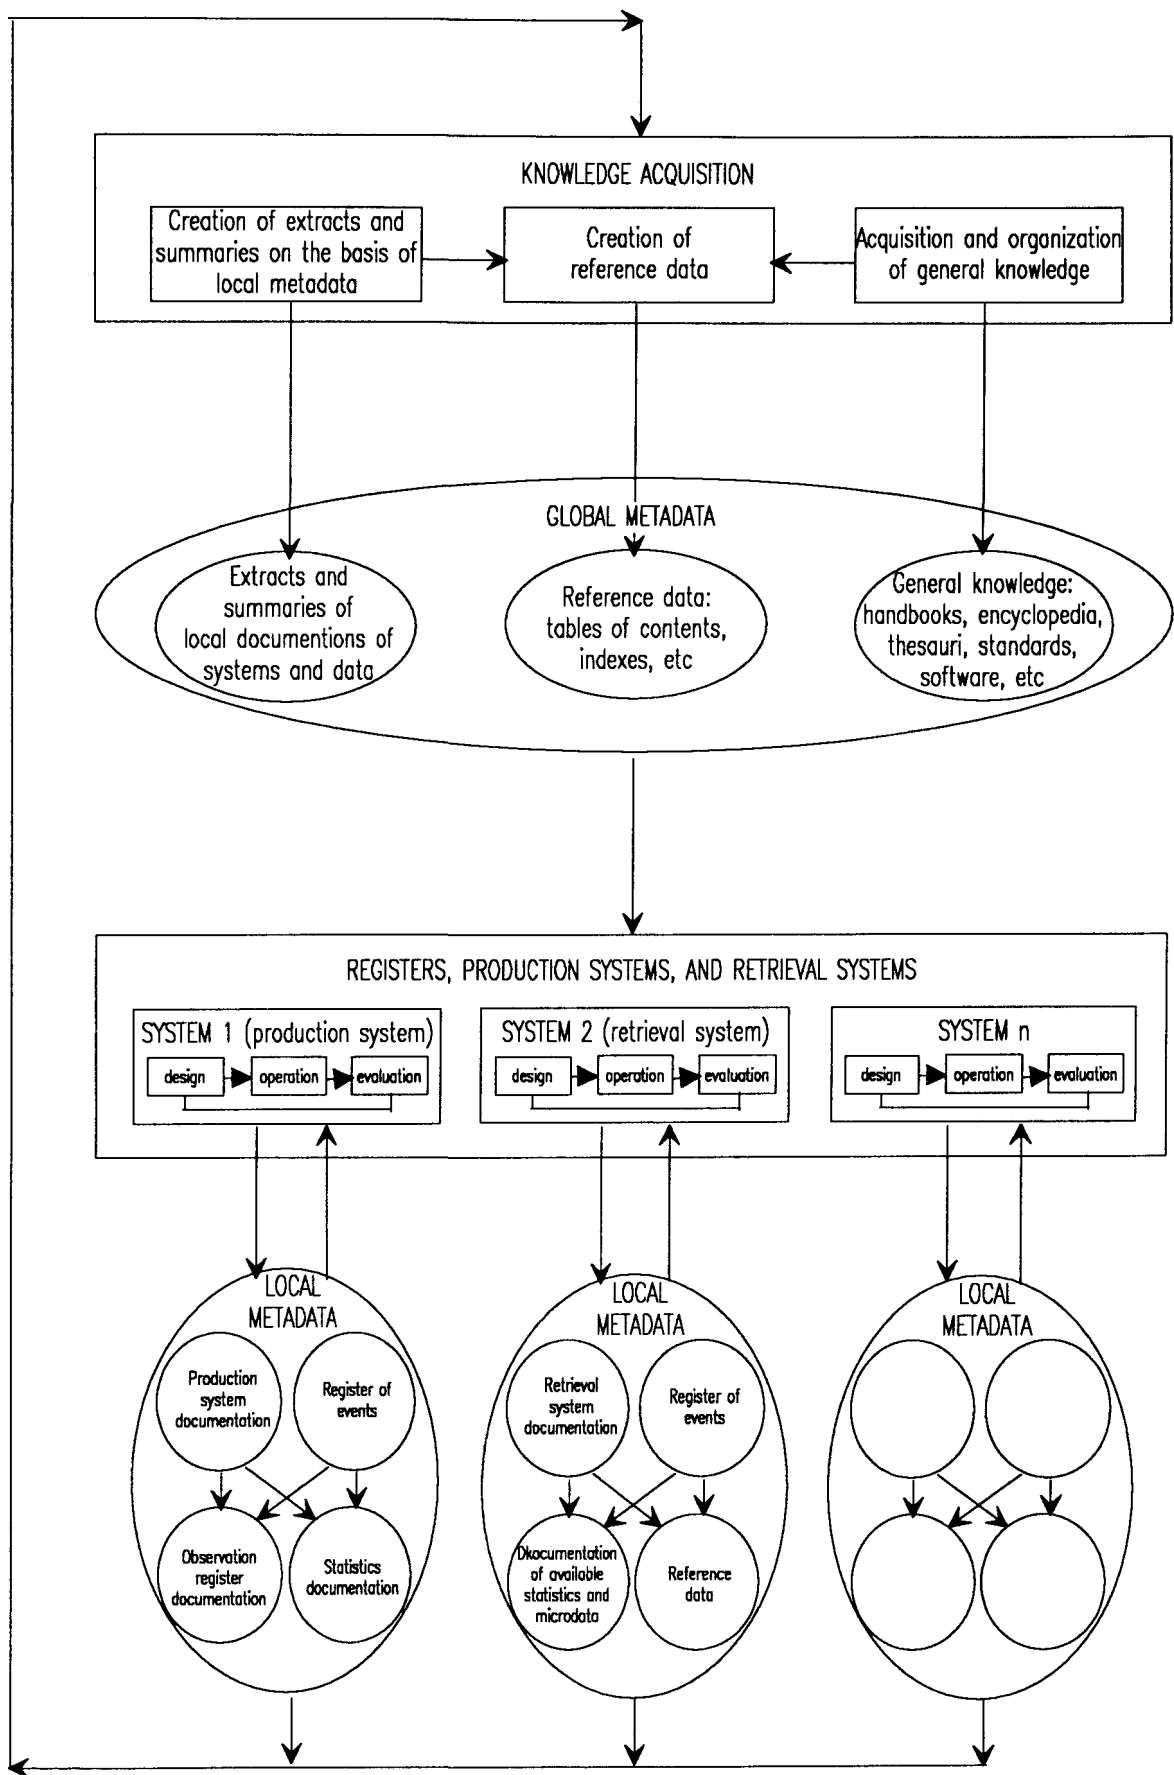 KNOWLEDGE ACQUISITION
Creation of extracts and
summaries on the basis of
local metadata
Creation of
reference data
Acquisition and organization
of general knowledge
GLOBAL METADATA
Extracts and
summaries of
local documentions of
systems and data
Reference data:
tables of contents,
indexes, etc
General knowledge:
handbooks, encyclopedia,
thesauri, standards,
software, etc
REGISTERS, PRODUCTION SYSTEMS, AND RETRIEVAL SYSTEMS
SYSTEM 1 (production system)
design
operation
evaluation
SYSTEM 2 (retrieval system)
design
operation
evaluation
SYSTEM n
design
operation
evaluation
LOCAL
METADATA
Production
system
documentation
Register of
events
Observation
register
documentation
Statistics
documentation
LOCAL
METADATA
Retrieval
system
documentation
Register of
events
Dkocumentation
of available
statistics and
microdata
Reference
data
LOCAL
METADATA